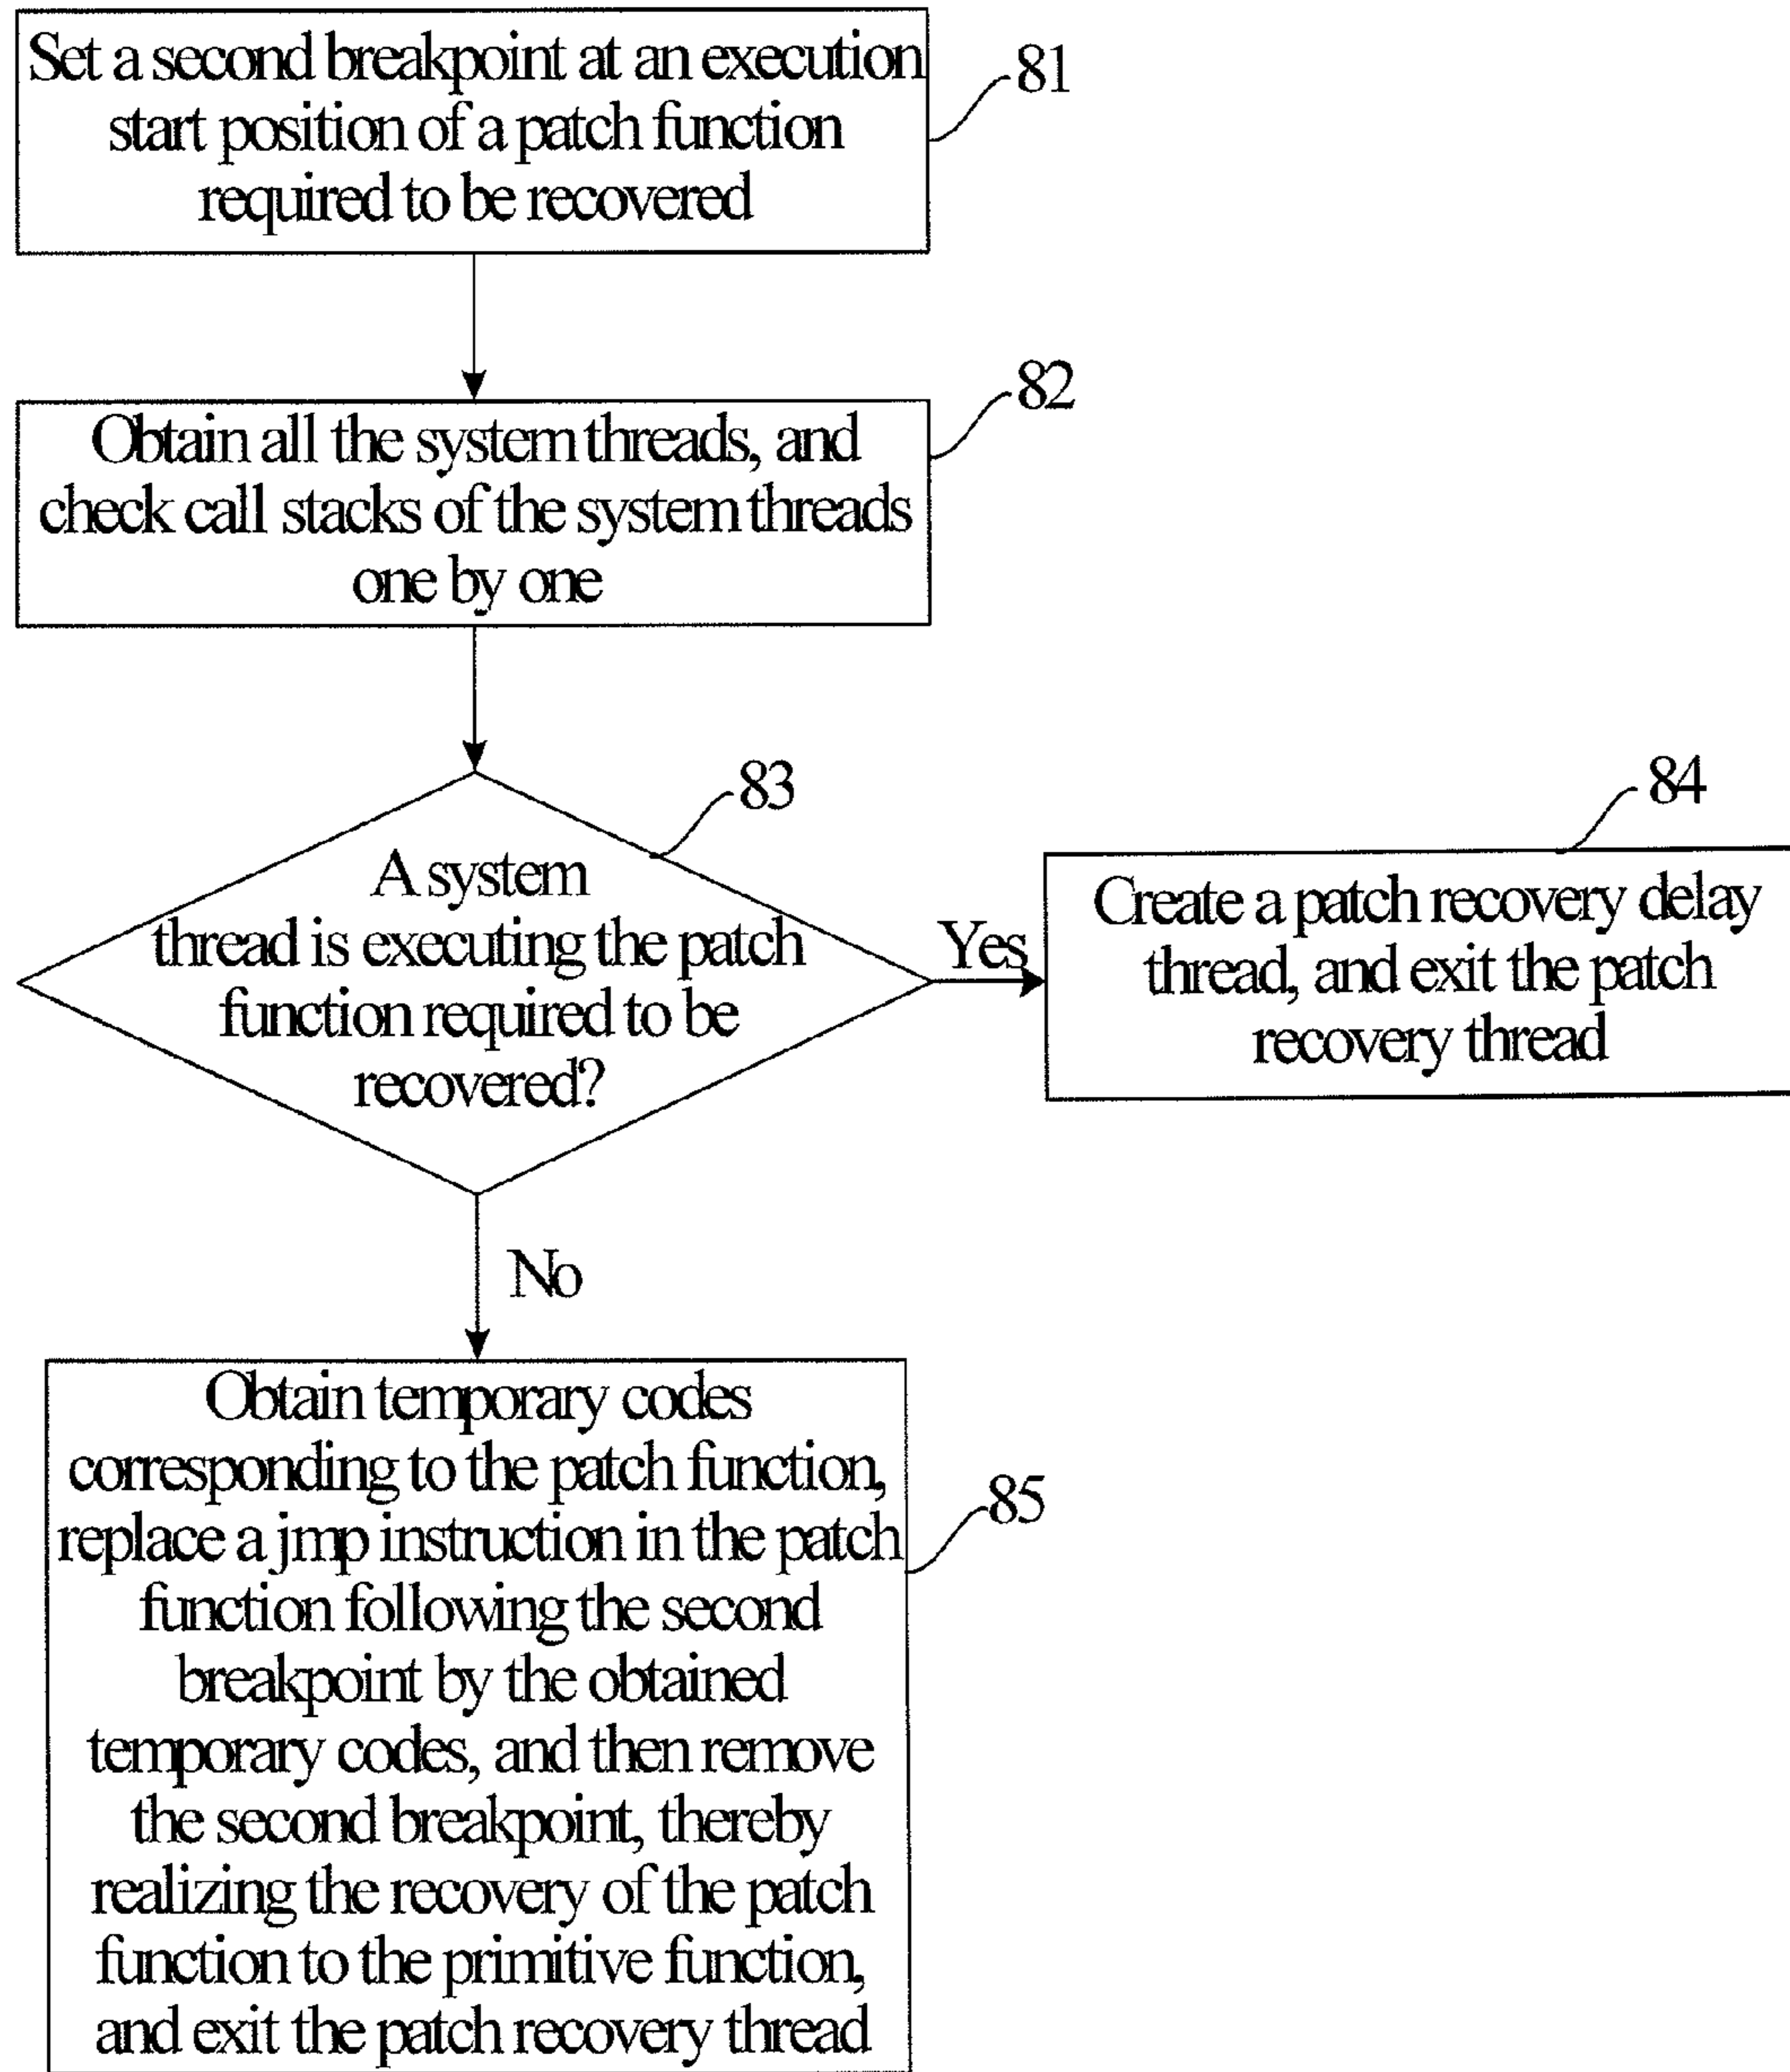 Set a second breakpoint at an execution
start position of a patch function
required to be recovered
81
Obtain all the system threads, and
check call stacks of the system threads
one by one
82
A system
thread is executing the patch
function required to be
recovered?
83
Yes
Create a patch recovery delay
thread, and exit the patch
recovery thread
84
No
Obtain temporary codes
corresponding to the patch function,
replace a jmp instruction in the patch
function following the second
breakpoint by the obtained
temporary codes, and then remove
the second breakpoint, thereby
realizing the recovery of the patch
function to the primitive function,
and exit the patch recovery thread
85